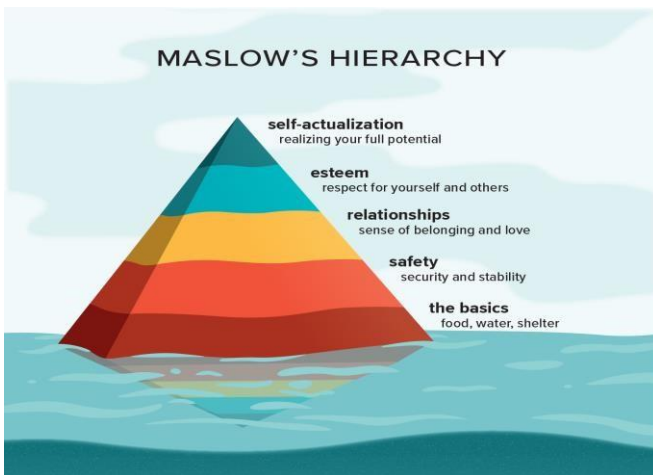 MASLOW'S HIERARCHY
self-actualization
realizing your full potential
esteem
respect for yourself and others
relationships
sense of belonging and love
safety
security and stability
the basics
food, water, shelter